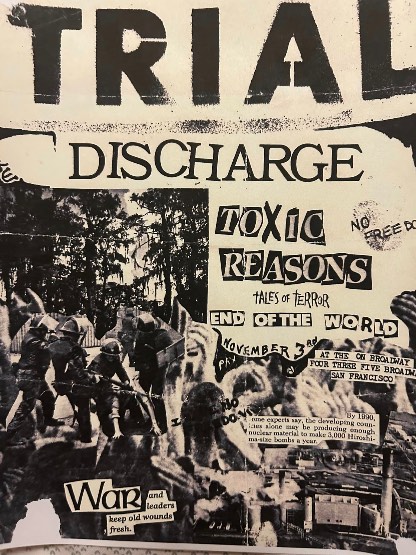 TRIAL
DISCHARGE
TOXIC
REASONS
NO
FREEDO
TALES OF TERROR
END OF THE WORLD
NOVEMBER 3RD
AT THE ON BROADWAY
FOUR THREE FIVE BROADWA
SAN FRANCISCO
By 1990,
some experts say, the developing coun-
tries alone may be producing enough
nuclear material to make 3,000 Hiroshi-
ma-size bombs a year.
War and
leaders
keep old wounds
fresh.